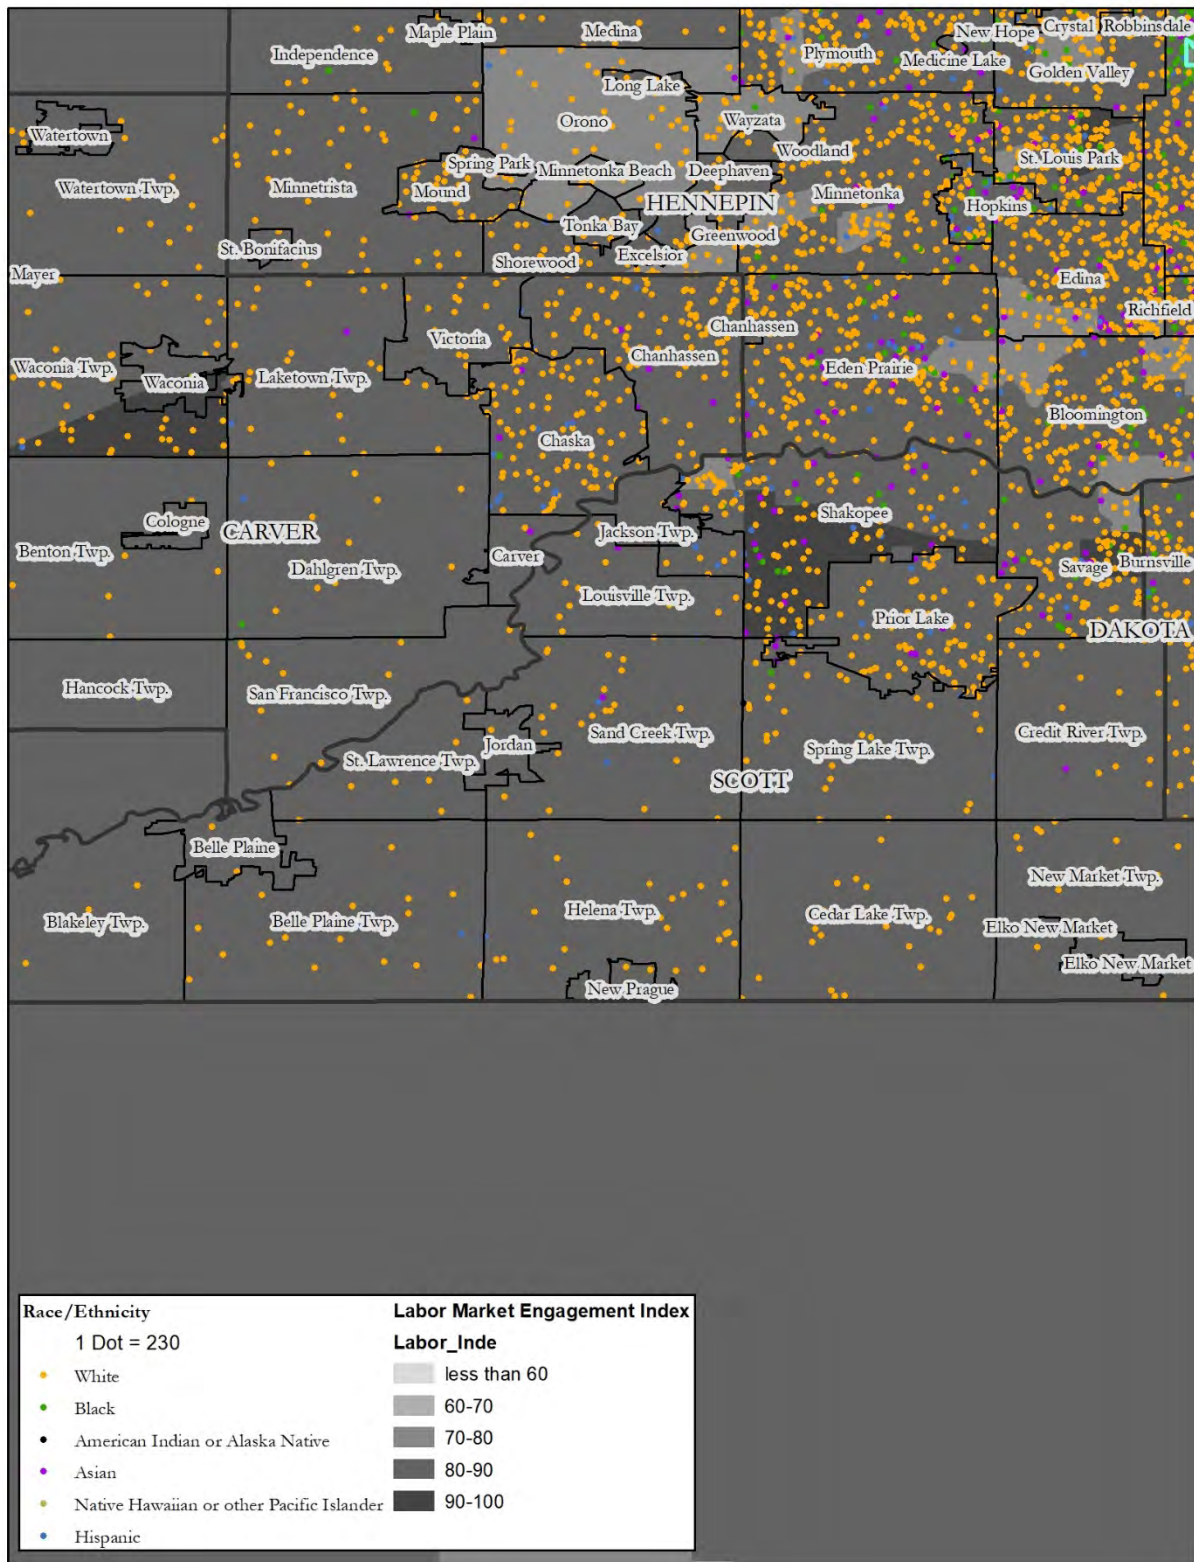 Maple Plain
Medina
New Hope
Crystal
Robbinsdale
Independence
Plymouth
Medicine Lake
Golden Valley
Long Lake
Watertown
Orono
Wayzata
Woodland
St. Louis Park
Watertown Twp.
Minnetrista
Spring Park
Mound
Minnetonka Beach
Deephaven
Minnetonka
HENNEPIN
Hopkins
Tonka Bay
Greenwood
St. Bonifacius
Shorewood
Excelsior
Mayer
Edina
Richfield
Victoria
Chanhassen
Chanhassen
Waconia Twp.
Waconia
Laketown Twp.
Eden Prairie
Bloomington
Chaska
Cologne
CARVER
Shakopee
Benton Twp.
Dahlgren Twp.
Carver
Jackson Twp.
Savage
Burnsville
Louisville Twp.
Prior Lake
DAKOTA
Hancock Twp.
San Francisco Twp.
St. Lawrence Twp.
Jordan
Sand Creek Twp.
Spring Lake Twp.
Credit River Twp.
SCOTT
Belle Plaine
New Market Twp.
Blakeley Twp.
Belle Plaine Twp.
Helena Twp.
Cedar Lake Twp.
Elko New Market
Elko New Market
New Prague
Race/Ethnicity
1 Dot = 230
White
Black
American Indian or Alaska Native
Asian
Native Hawaiian or other Pacific Islander
Hispanic
Labor Market Engagement Index
Labor_Inde
less than 60
60-70
70-80
80-90
90-100